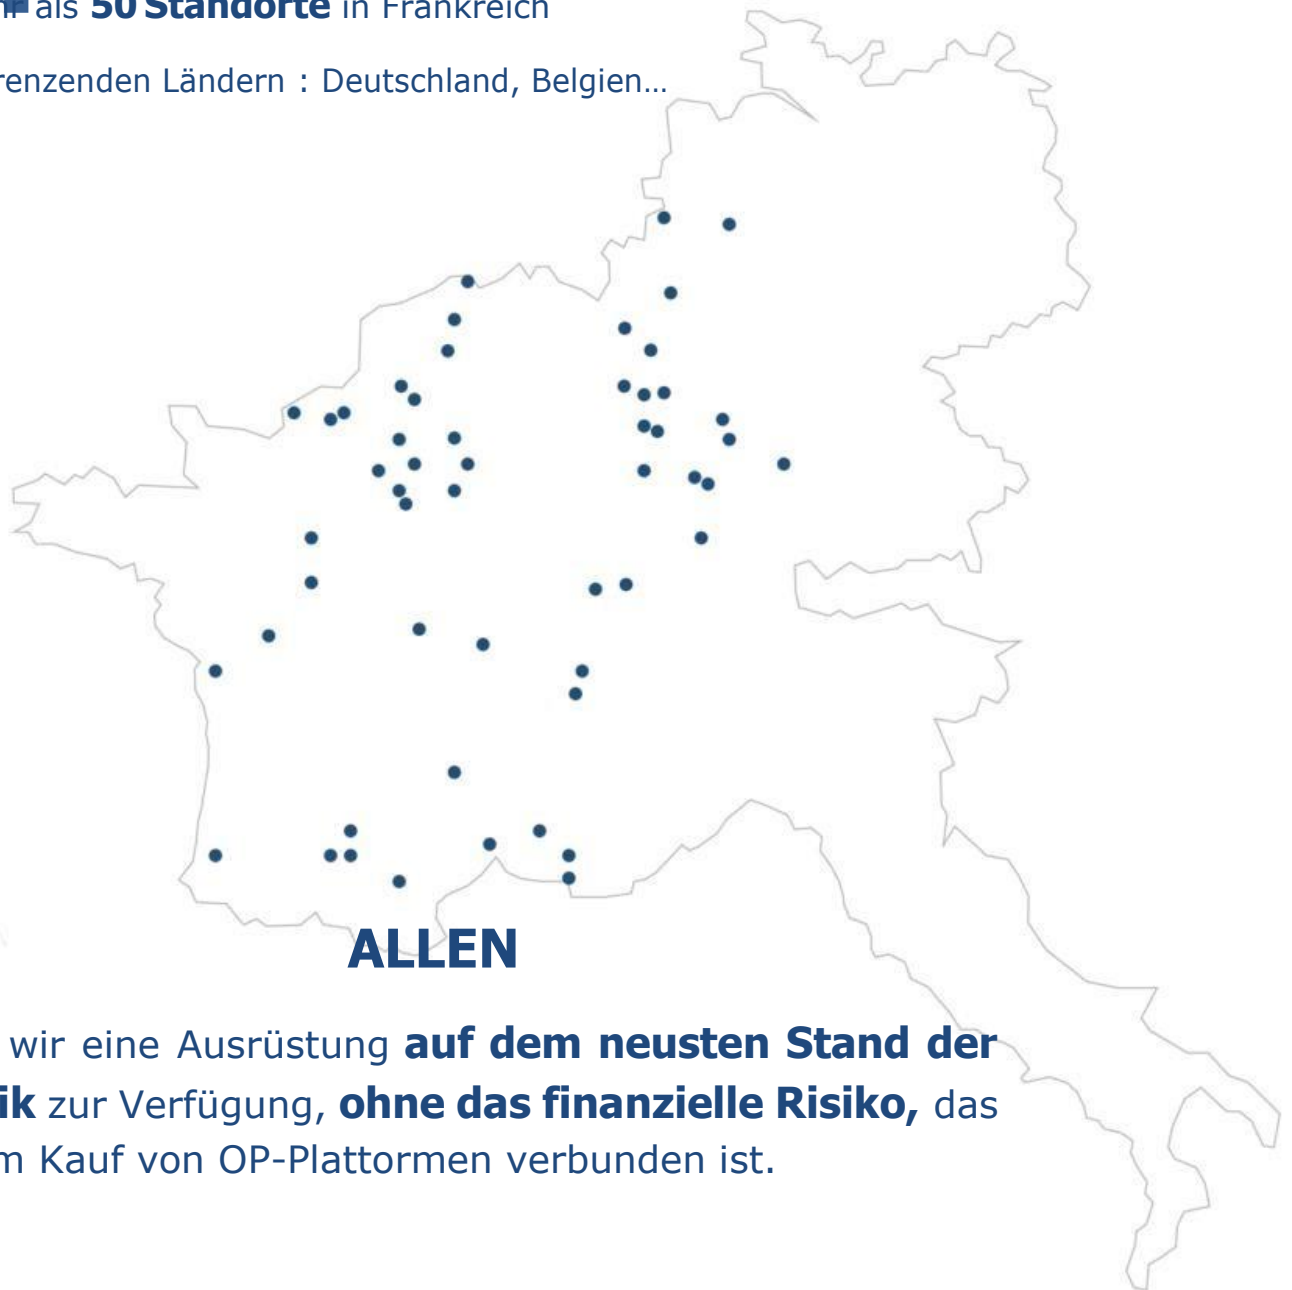 als 50 Standorte in Frankreich
renzenden Ländern : Deutschland, Belgien...
ALLEN
wir eine Ausrüstung auf dem neusten Stand der
ik zur Verfügung, ohne das finanzielle Risiko, das
m Kauf von OP-Plattormen verbunden ist.